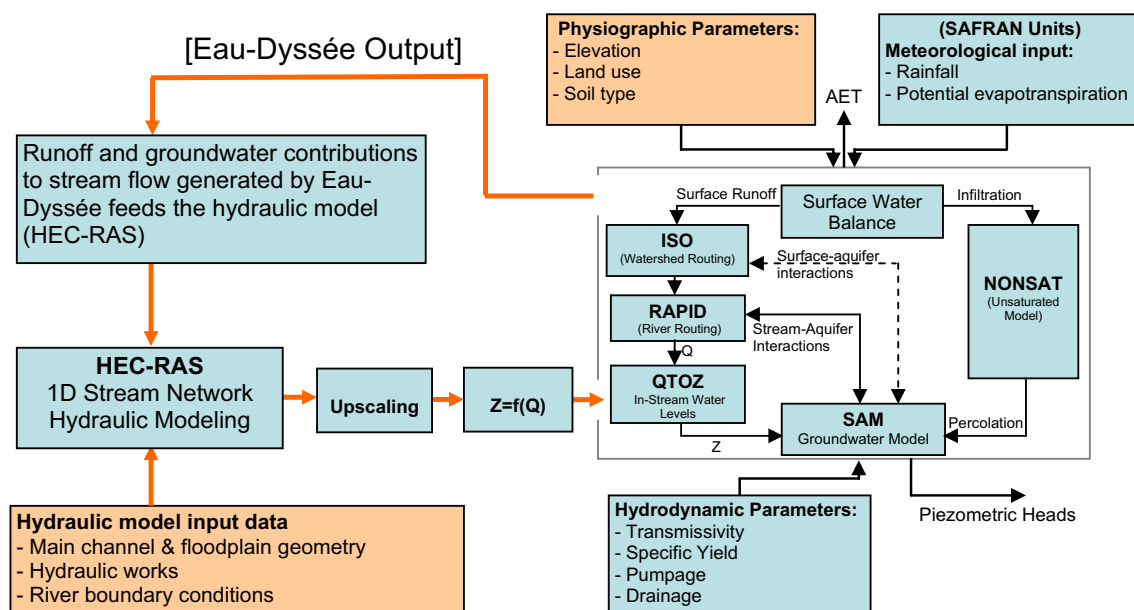 [Eau-Dyssée Output]
Physiographic Parameters:
- Elevation
- Land use
- Soil type
(SAFRAN Units)
Meteorological input:
- Rainfall
- Potential evapotranspiration
AET
Runoff and groundwater contributions
to stream flow generated by Eau-
Dyssée feeds the hydraulic model
(HEC-RAS)
Surface Runoff
Surface Water
Balance
Infiltration
ISO
(Watershed Routing)
Surface-aquifer
interactions
NONSAT
(Unsaturated
Model)
RAPID
(River Routing)
Stream-Aquifer
Interactions
Q
QTOZ
In-Stream Water
Levels
Z
SAM
Groundwater Model
Percolation
HEC-RAS
1D Stream Network
Hydraulic Modeling
Upscaling
Z=f(Q)
Hydraulic model input data
- Main channel & floodplain geometry
- Hydraulic works
- River boundary conditions
Hydrodynamic Parameters:
- Transmissivity
- Specific Yield
- Pumpage
- Drainage
Piezometric Heads